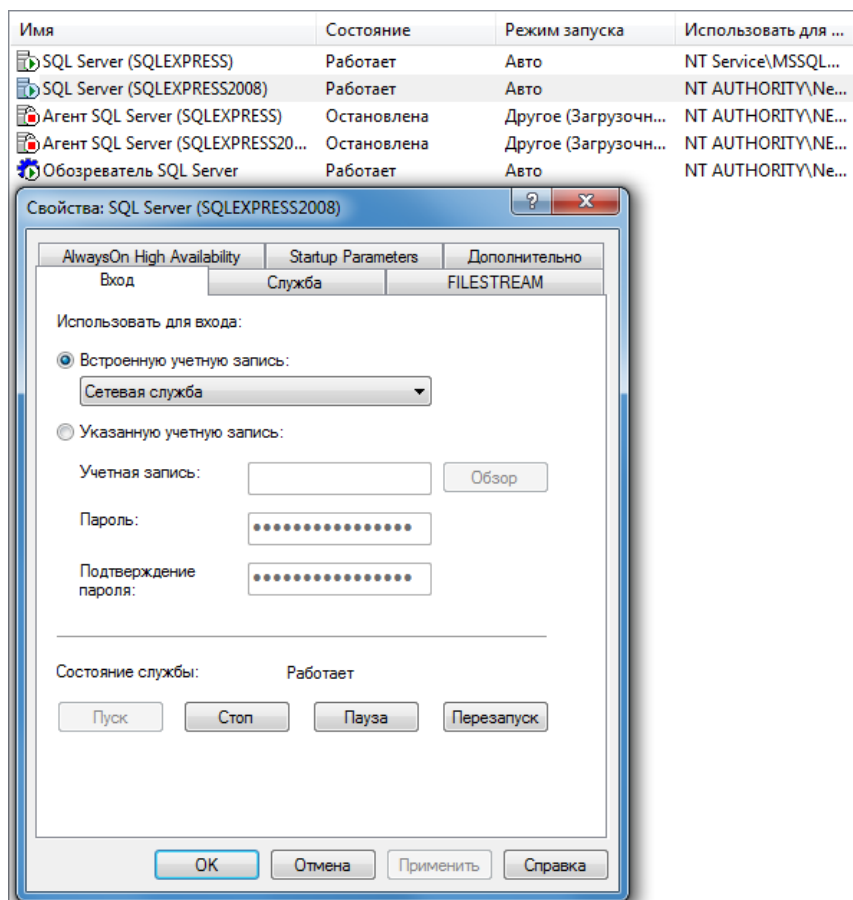 Имя Состояние Режим запуска Использовать для ...
SQL Server (SQLEXPRESS) Работает Авто NT Service\MSSQL...
SQL Server (SQLEXPRESS2008) Работает Авто NT AUTHORITY\Ne...
Агент SQL Server (SQLEXPRESS) Остановлена Другое (Загрузочн... NT AUTHORITY\NE...
Агент SQL Server (SQLEXPRESS20... Остановлена Другое (Загрузочн... NT AUTHORITY\NE...
Обозреватель SQL Server Работает Авто NT AUTHORITY\Ne...
Свойства: SQL Server (SQLEXPRESS2008)
AlwaysOn High Availability Startup Parameters Дополнительно
Вход Служба FILESTREAM
Использовать для входа:
Встроенную учетную запись:
Сетевая служба
Указанную учетную запись:
Учетная запись: Обзор
Пароль:
Подтверждение
пароля:
Состояние службы: Работает
Пуск Стоп Пауза Перезапуск
OK Отмена Применить Справка